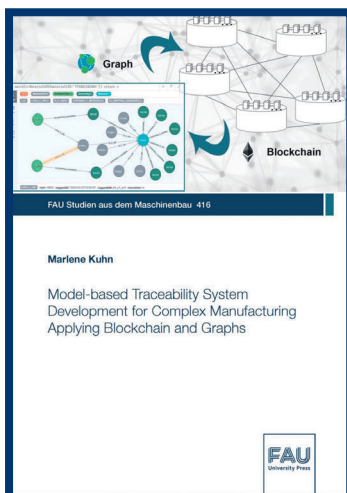 Graph
Blockchain
FAU Studien aus dem Maschinenbau 416
Marlene Kuhn
Model-based Traceability System
Development for Complex Manufacturing
Applying Blockchain and Graphs
FAU
University Press